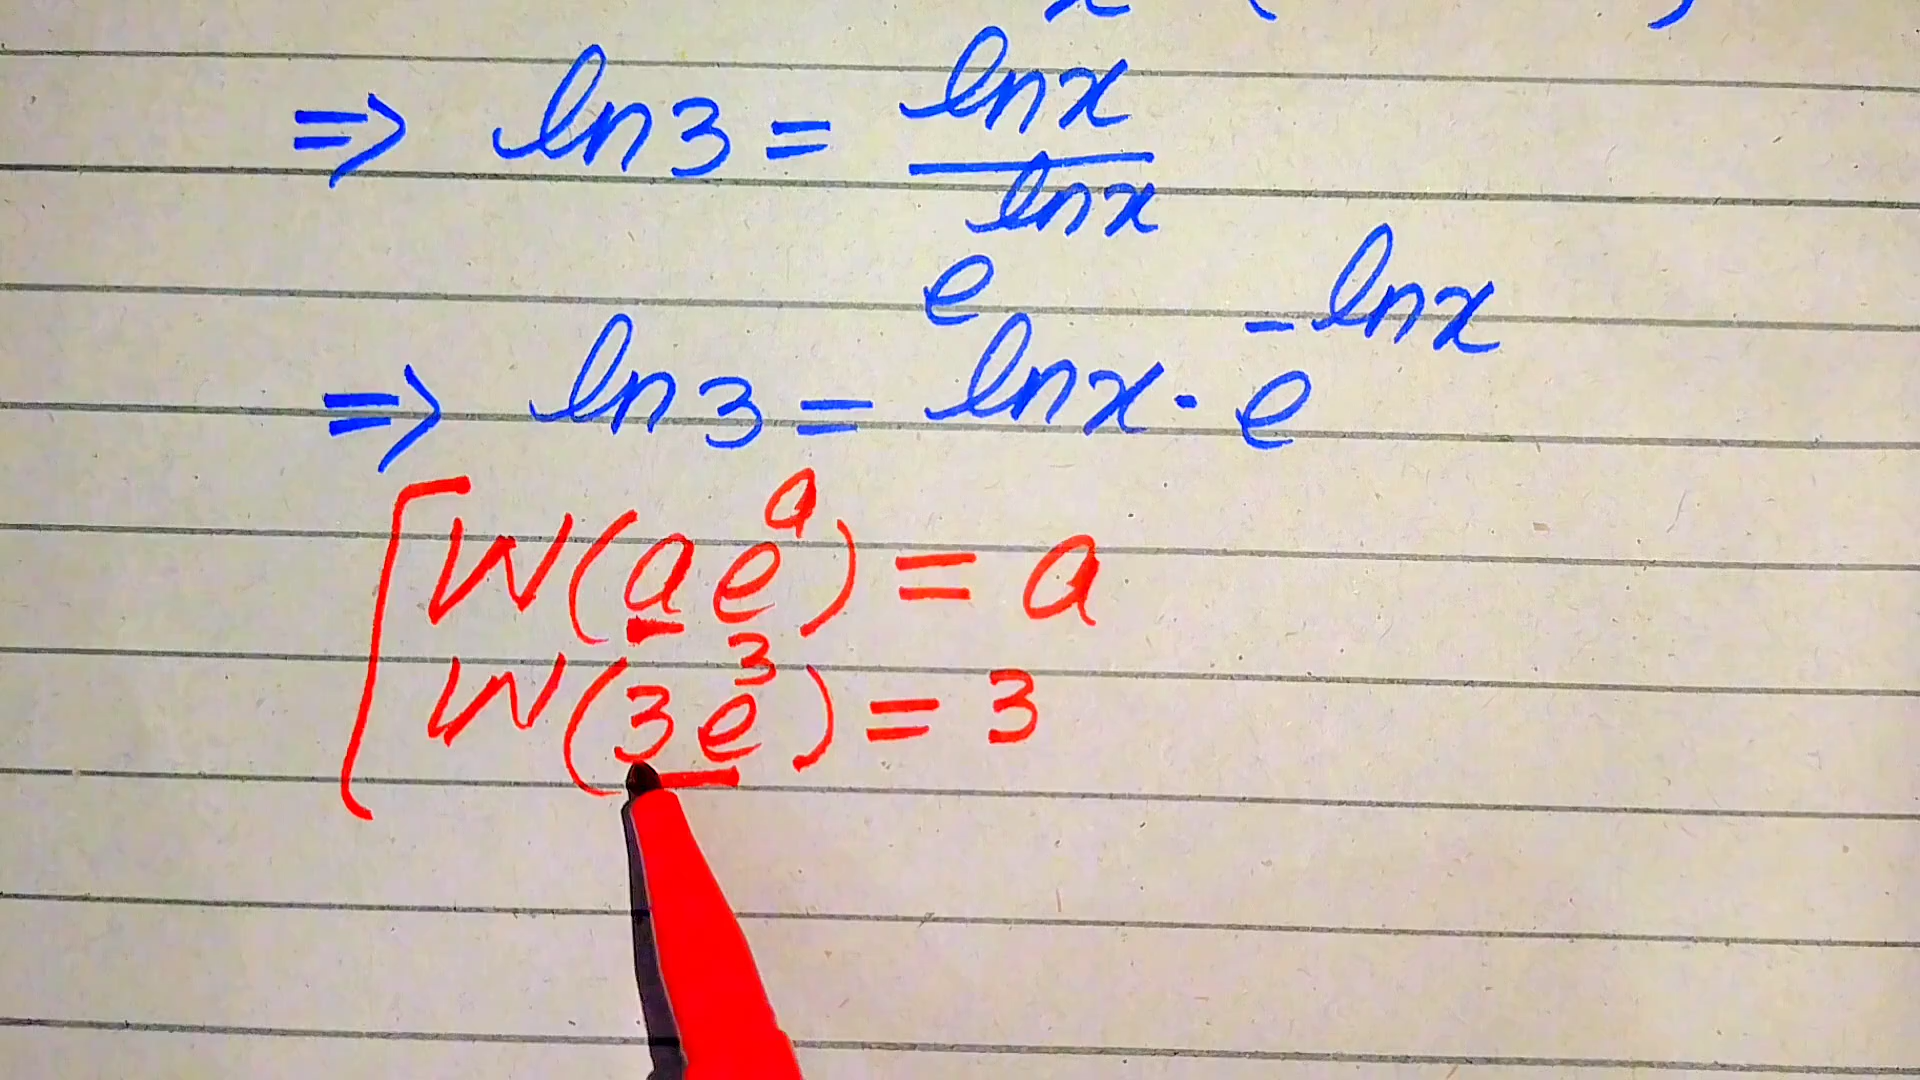 ⇒ ln3 = lnx / e^lnx
⇒ ln3 = lnx · e^-lnx
W(ae^a) = a
W(3e^3) = 3